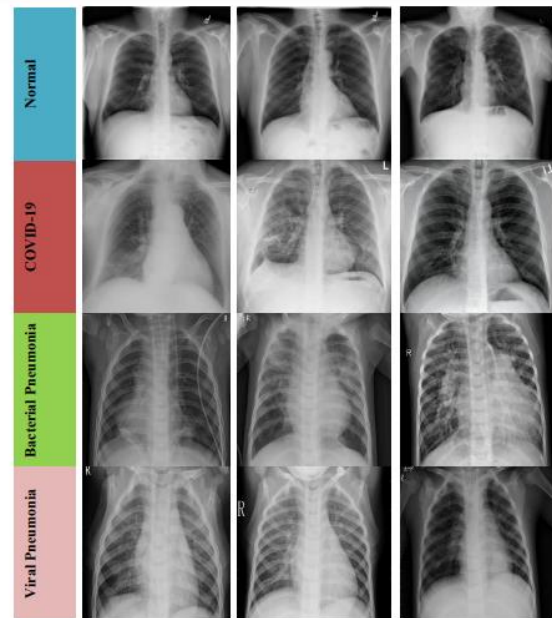 Normal
COVID-19
L
Bacterial Pneumonia
R
Viral Pneumonia
R